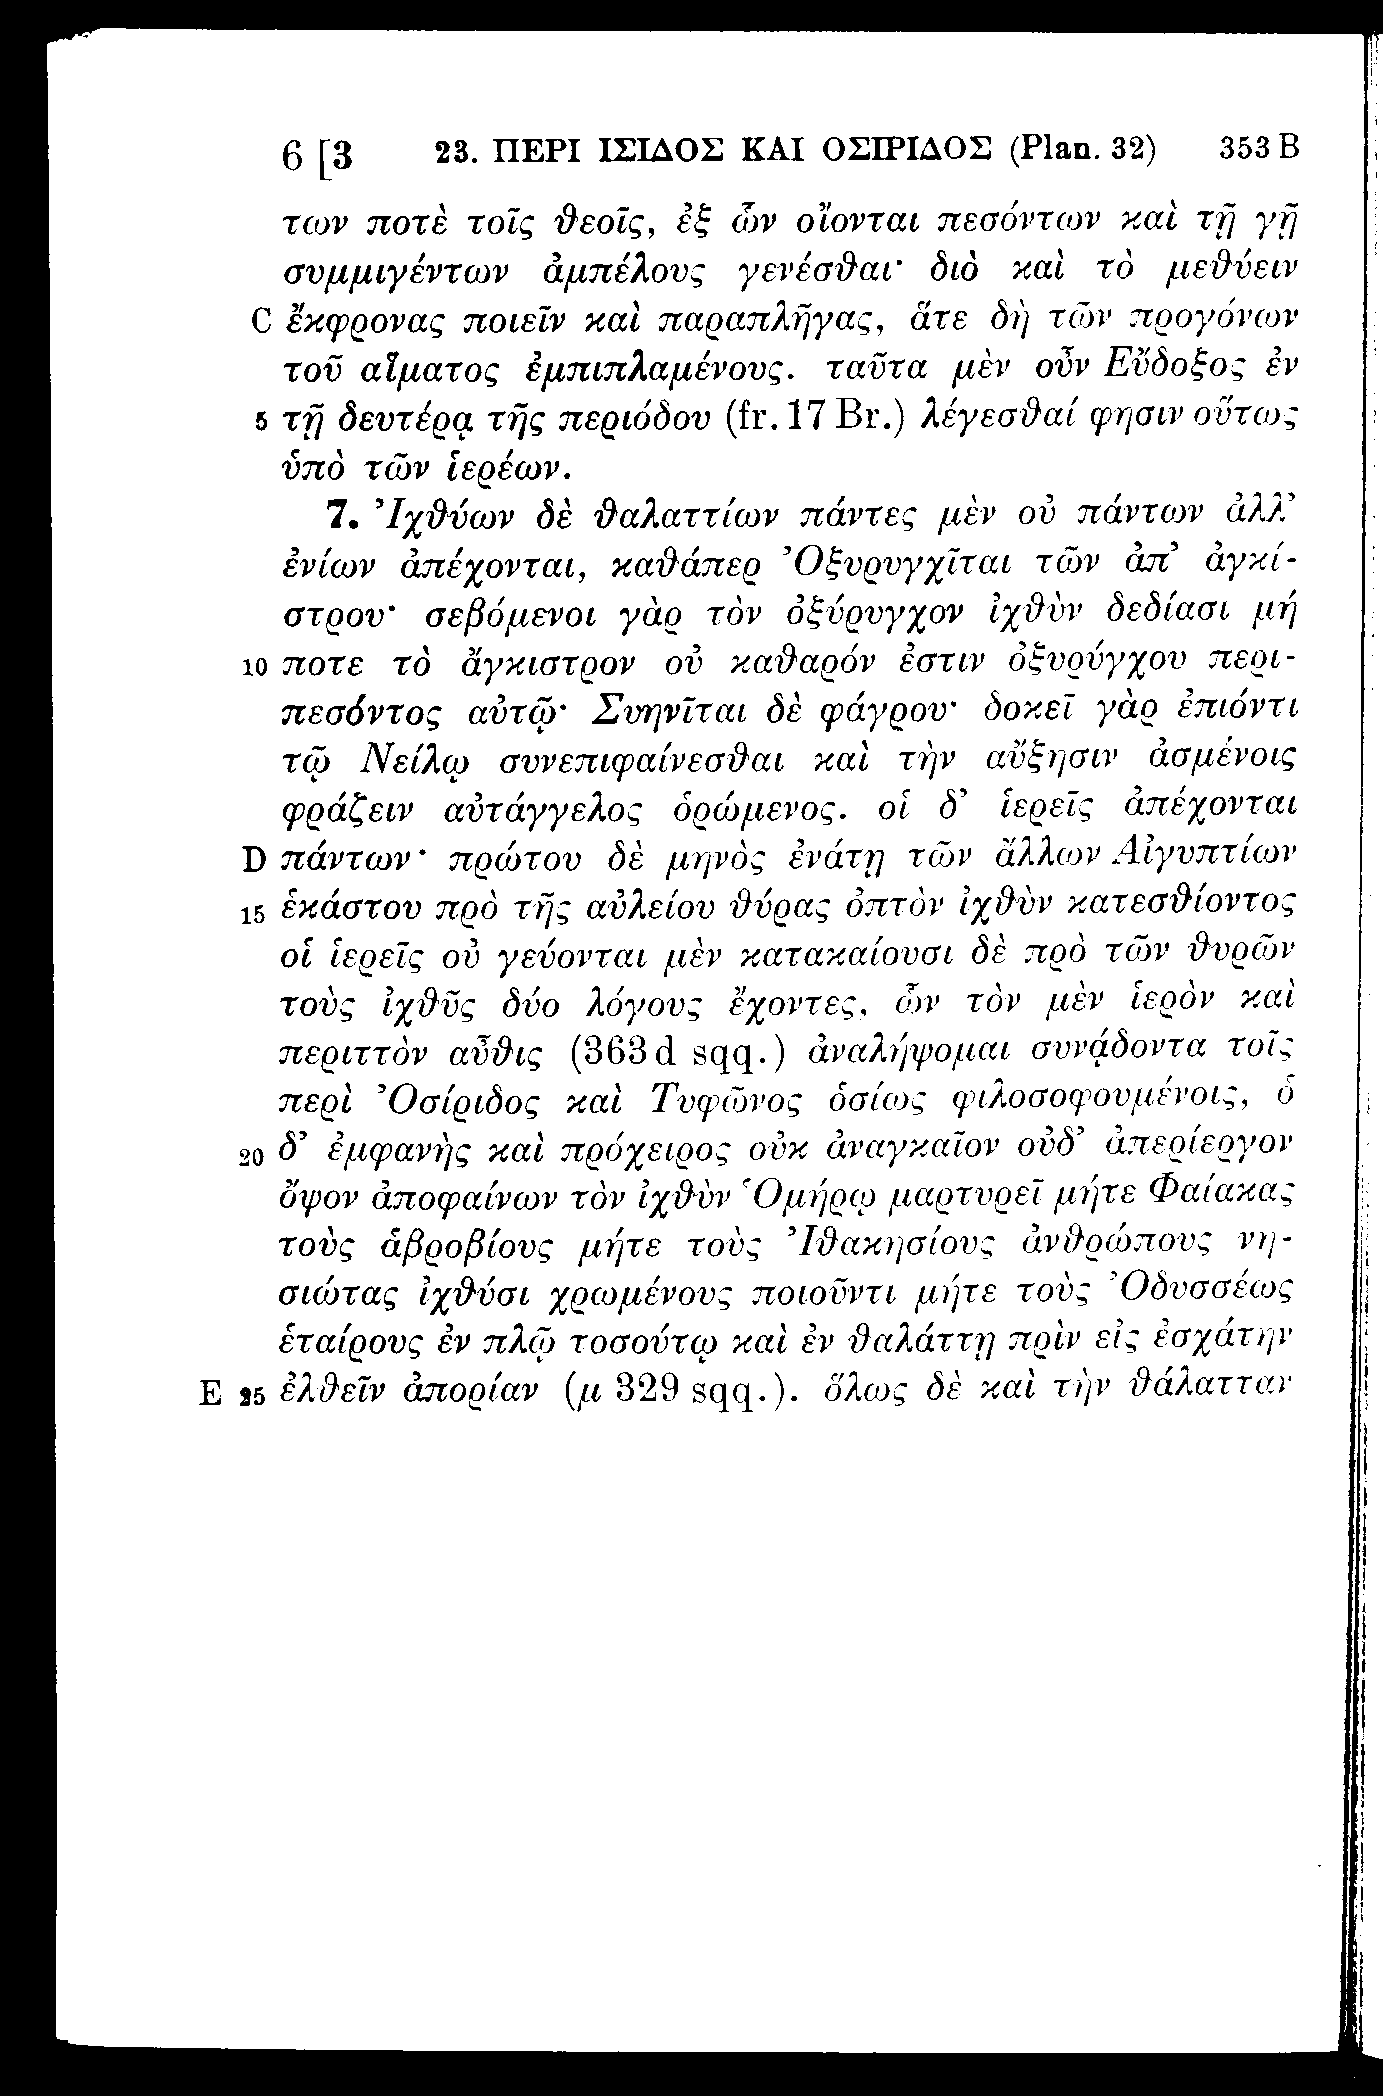 6 [3 23. ΠΕΡΙ ΙΣΙΔΟΣ ΚΑΙ ΟΣΙΡΙΔΟΣ (Plan. 32) 353 B
των ποτὲ τοῖς θεοῖς, ἐξ ὧν οἴονται πεσόντων καὶ τῇ γῇ
συμμιγέντων ἀμπέλους γενέσθαι· διὸ καὶ τὸ μεθύειν
C ἔκφρονας ποιεῖν καὶ παραπλῆγας, ἅτε δὴ τῶν προγόνων
τοῦ αἵματος ἐμπιπλαμένους. ταῦτα μὲν οὖν Εὔδοξος ἐν
5 τῇ δευτέρᾳ τῆς περιόδου (fr. 17 Br.) λέγεσθαί φησιν οὕτως
ὑπὸ τῶν ἱερέων.
7. Ἰχθύων δὲ θαλαττίων πάντες μὲν οὐ πάντων ἀλλ’
ἐνίων ἀπέχονται, καθάπερ Ὀξυρυγχῖται τῶν ἀπ’ ἀγκί-
στρου· σεβόμενοι γὰρ τὸν ὀξύρυγχον ἰχθὺν δεδίασι μή
10 ποτε τὸ ἄγκιστρον οὐ καθαρόν ἐστιν ὀξυρύγχου περι-
πεσόντος αὐτῷ· Συηνῖται δὲ φάγρου· δοκεῖ γὰρ ἐπιόντι
τῷ Νείλῳ συνεπιφαίνεσθαι καὶ τὴν αὔξησιν ἀσμένοις
φράζειν αὐτάγγελος ὁρώμενος. οἱ δ’ ἱερεῖς ἀπέχονται
D πάντων· πρώτου δὲ μηνὸς ἐνάτῃ τῶν ἄλλων Αἰγυπτίων
15 ἑκάστου πρὸ τῆς αὐλείου θύρας ὀπτὸν ἰχθὺν κατεσθίοντος
οἱ ἱερεῖς οὐ γεύονται μὲν κατακαίουσι δὲ πρὸ τῶν θυρῶν
τοὺς ἰχθῦς δύο λόγους ἔχοντες, ὧν τὸν μὲν ἱερὸν καὶ
περιττὸν αὖθις (363 d sqq.) ἀναλήψομαι συνᾴδοντα τοῖς
περὶ Ὀσίριδος καὶ Τυφῶνος ὁσίως φιλοσοφουμένοις, ὁ
20 δ’ ἐμφανὴς καὶ πρόχειρος οὐκ ἀναγκαῖον οὐδ’ ἀπερίεργον
ὄψον ἀποφαίνων τὸν ἰχθὺν Ὁμήρῳ μαρτυρεῖ μήτε Φαίακας
τοὺς ἁβροβίους μήτε τοὺς Ἰθακησίους ἀνθρώπους νη-
σιώτας ἰχθύσι χρωμένους ποιοῦντι μήτε τοὺς Ὀδυσσέως
ἑταίρους ἐν πλῷ τοσούτῳ καὶ ἐν θαλάττῃ πρὶν εἰς ἐσχάτην
E 25 ἐλθεῖν ἀπορίαν (μ 329 sqq.). ὅλως δὲ καὶ τὴν θάλατταν